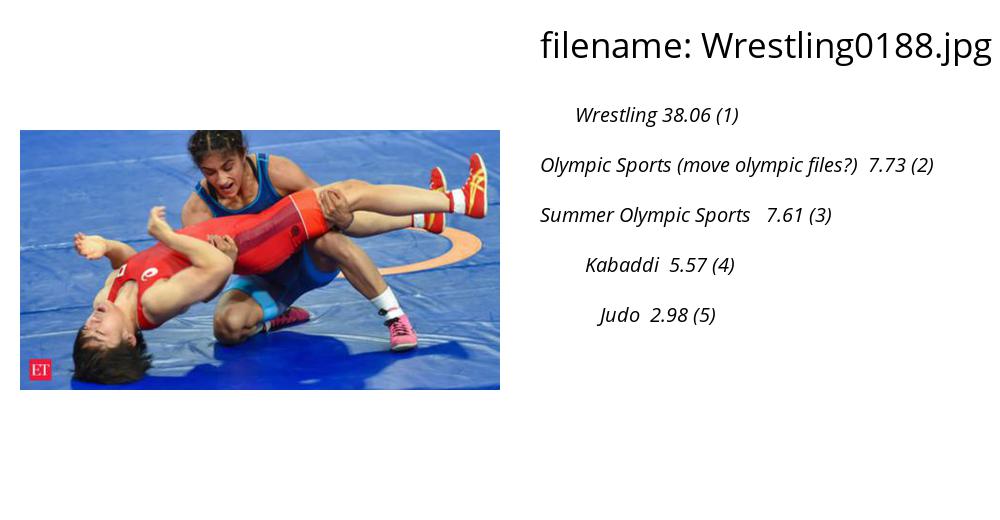 filename: Wrestling0188.jpg
Wrestling 38.06 (1)
Olympic Sports (move olympic files?) 7.73 (2)
Summer Olympic Sports 7.61 (3)
Kabaddi 5.57 (4)
Judo 2.98 (5)
ET